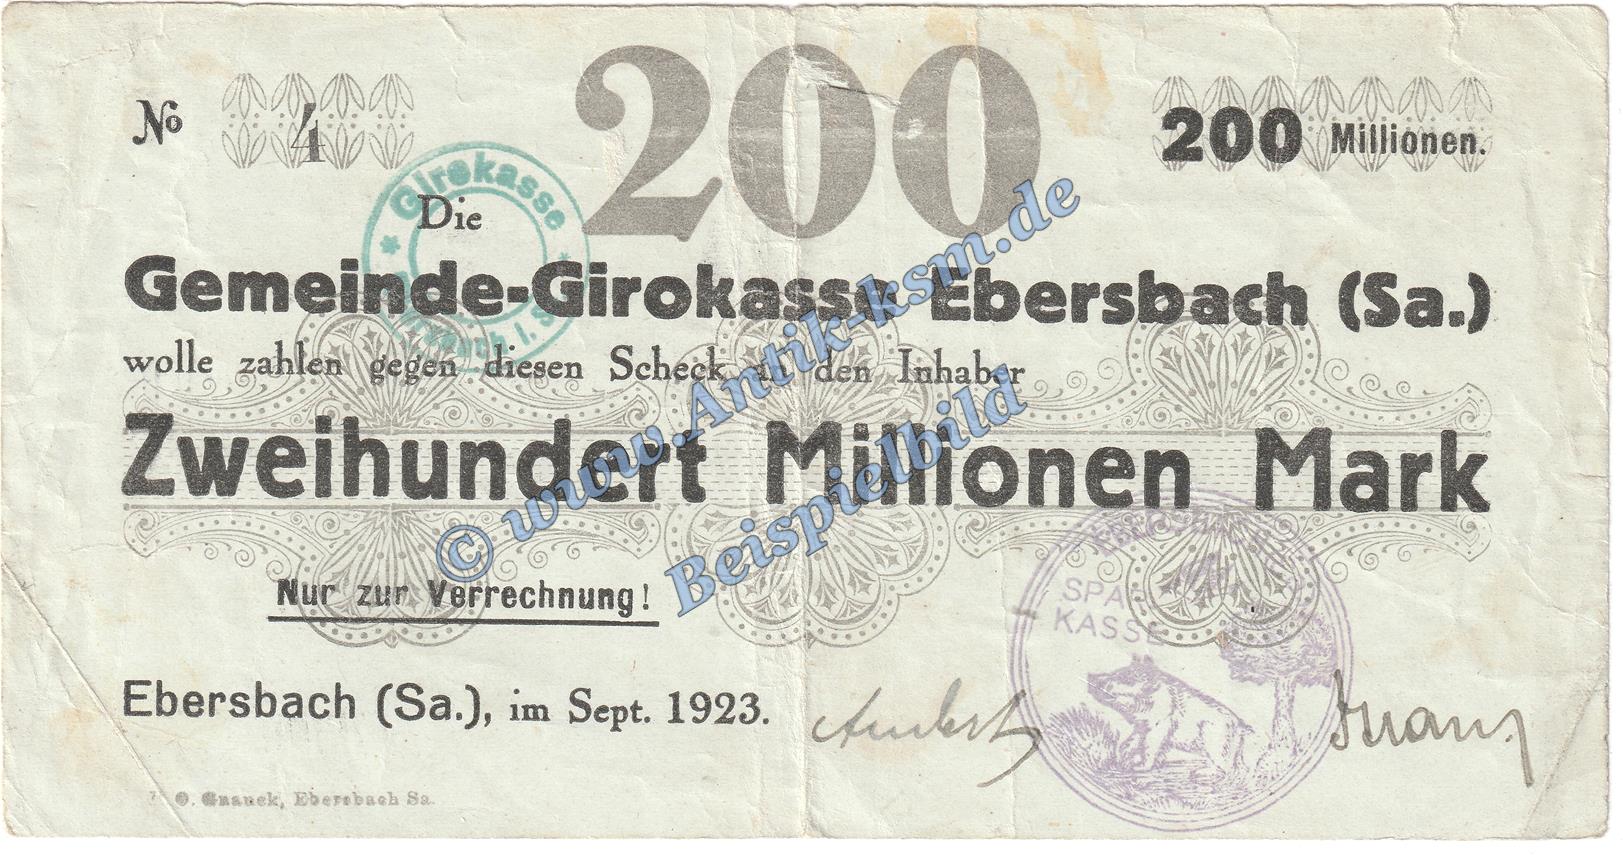 No 4
200
200 Millionen.
Girokasse
Die
Gemeinde-Girokasse Ebersbach (Sa.)
wolle zahlen gegen diesen Scheck an den Inhaber
Zweihundert Millionen Mark
Nur zur Verrechnung!
SPAR
KASSE
Ebersbach (Sa.), im Sept. 1923.
O. Gnauck, Ebersbach Sa.
© www.Antik-ksm.de
Beispielbild